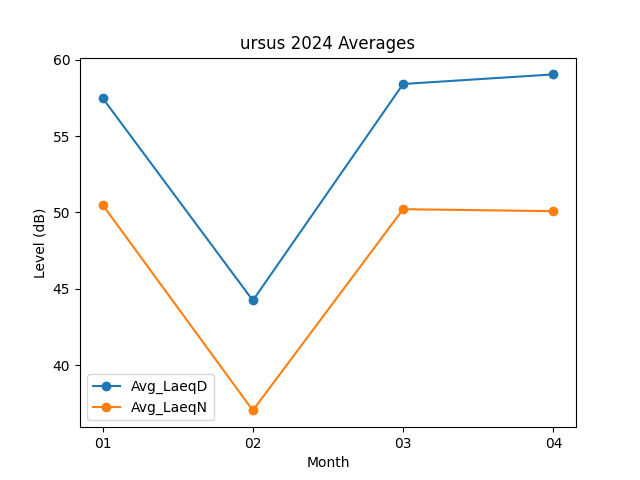 ursus 2024 Averages
60
55
50
45
40
Level (dB)
Avg_LaeqD
Avg_LaeqN
01 02 03 04
Month